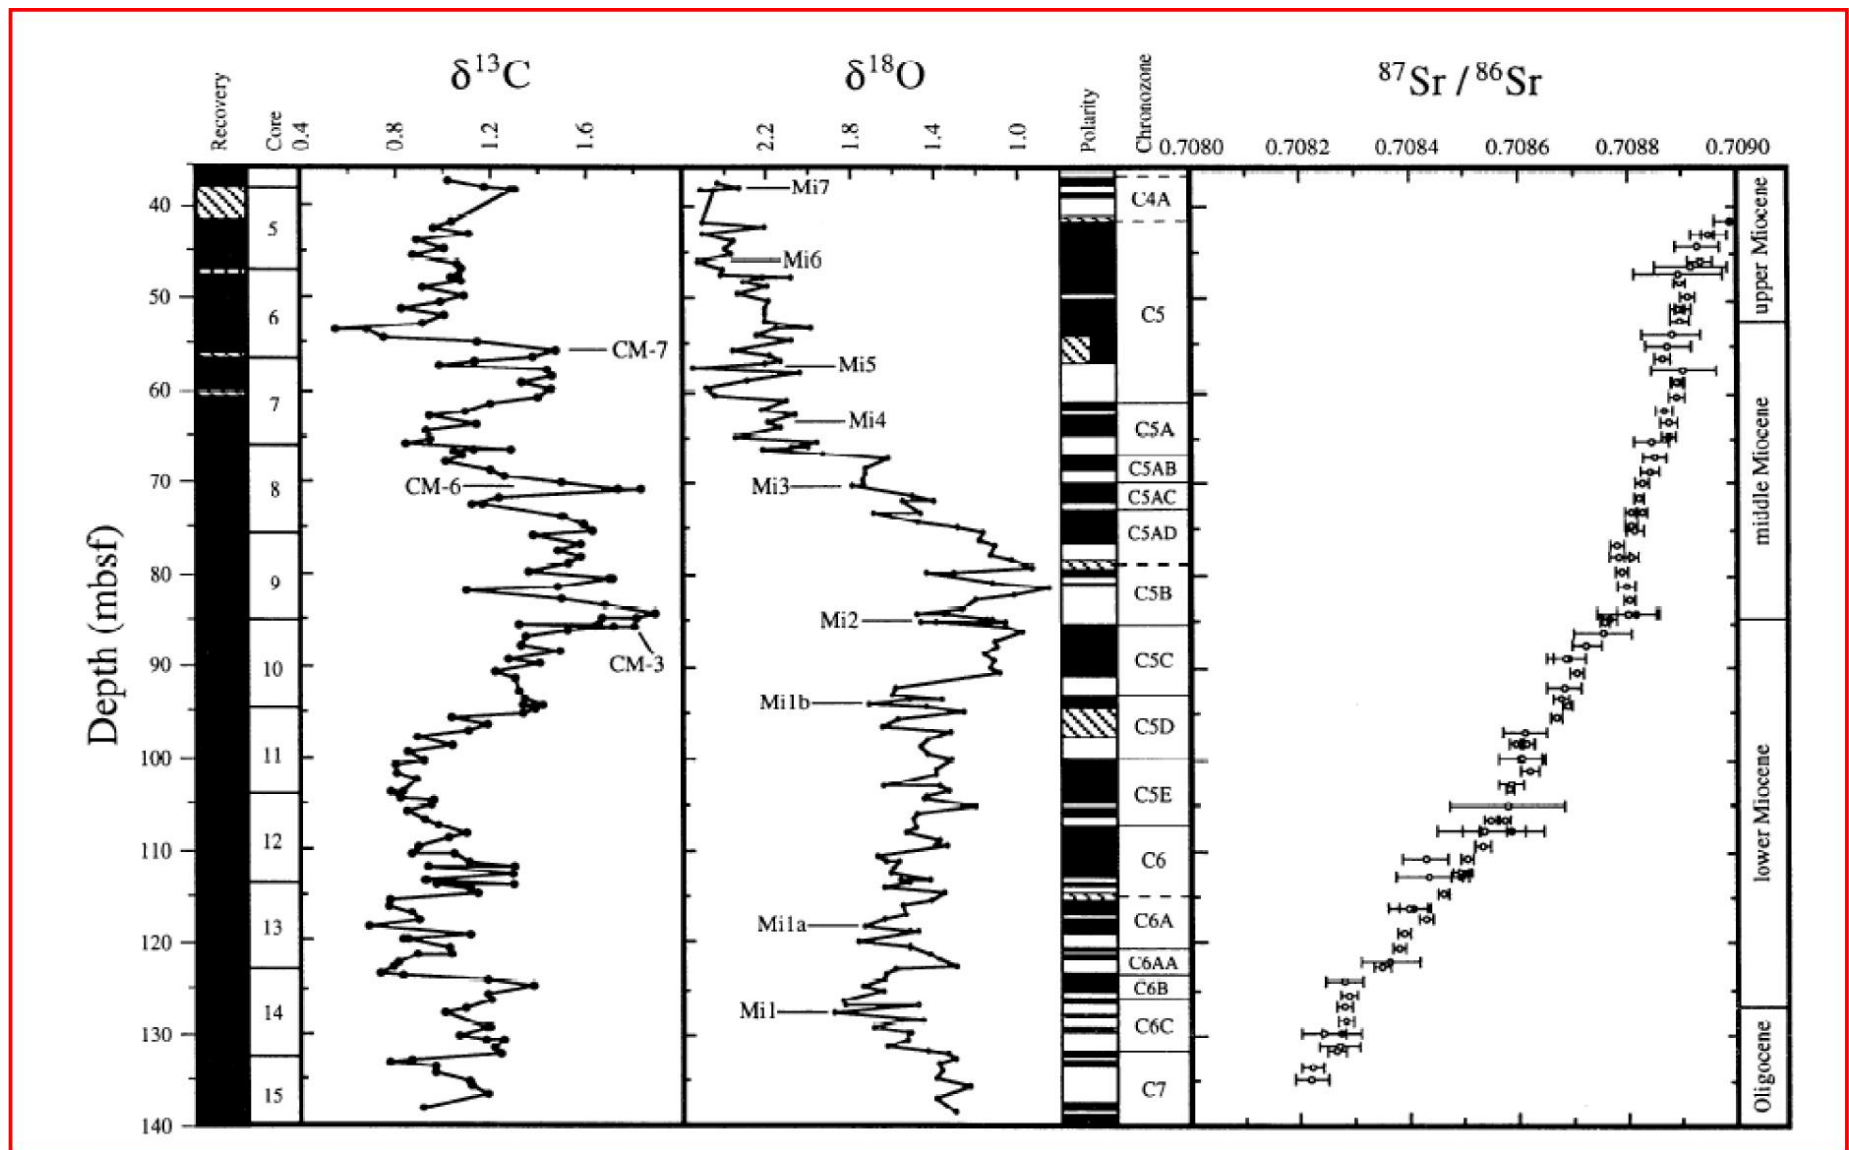 δ13C
δ18O
87Sr / 86Sr
Recovery
Core
Polarity
Chronozone
0.4 0.8 1.2 1.6
2.2 1.8 1.4 1.0
0.7080 0.7082 0.7084 0.7086 0.7088 0.7090
Depth (mbsf)
40
50
60
70
80
90
100
110
120
130
140
5
6
7
8
9
10
11
12
13
14
15
CM-7
CM-6
CM-3
Mi7
Mi6
Mi5
Mi4
Mi3
Mi2
Mi1b
Mi1a
Mi1
C4A
C5
C5A
C5AB
C5AC
C5AD
C5B
C5C
C5D
C5E
C6
C6A
C6AA
C6B
C6C
C7
upper Miocene
middle Miocene
lower Miocene
Oligocene